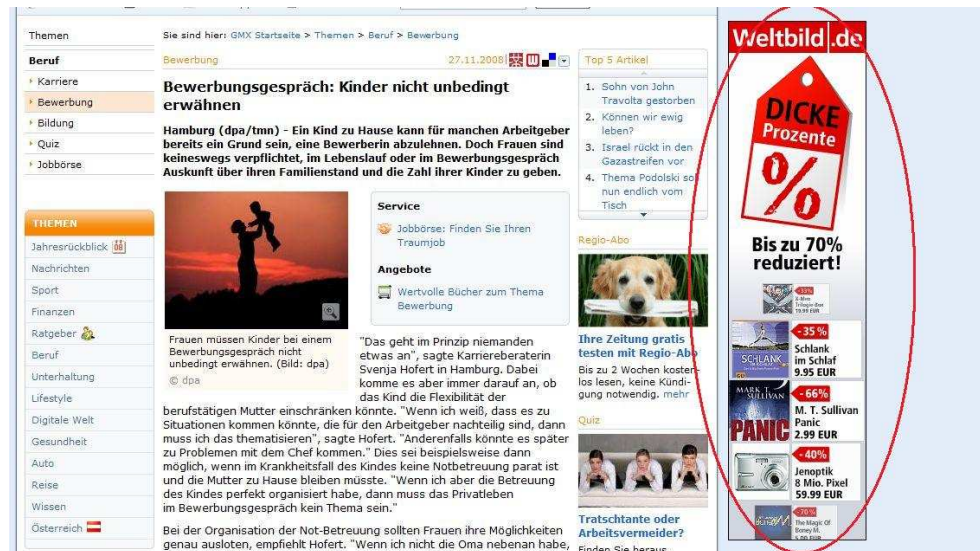 Themen
Beruf
Karriere
Bewerbung
Bildung
Quiz
Jobbörse
THEMEN
Jahresrückblick 08
Nachrichten
Sport
Finanzen
Ratgeber
Beruf
Unterhaltung
Lifestyle
Digitale Welt
Gesundheit
Auto
Reise
Wissen
Österreich
Sie sind hier: GMX Startseite > Themen > Beruf > Bewerbung
Bewerbung
27.11.2008|
Bewerbungsgespräch: Kinder nicht unbedingt
erwähnen
Hamburg (dpa/tmn) - Ein Kind zu Hause kann für manchen Arbeitgeber
bereits ein Grund sein, eine Bewerberin abzulehnen. Doch Frauen sind
keineswegs verpflichtet, im Lebenslauf oder im Bewerbungsgespräch
Auskunft über ihren Familienstand und die Zahl ihrer Kinder zu geben.
Frauen müssen Kinder bei einem
Bewerbungsgespräch nicht
unbedingt erwähnen. (Bild: dpa)
© dpa
Service
Jobbörse: Finden Sie Ihren
Traumjob
Angebote
Wertvolle Bücher zum Thema
Bewerbung
"Das geht im Prinzip niemanden
etwas an", sagte Karriereberaterin
Svenja Hofert in Hamburg. Dabei
komme es aber immer darauf an, ob
das Kind die Flexibilität der
berufstätigen Mutter einschränken könnte. "Wenn ich weiß, dass es zu
Situationen kommen könnte, die für den Arbeitgeber nachteilig sind, dann
muss ich das thematisieren", sagte Hofert. "Anderenfalls könnte es später
zu Problemen mit dem Chef kommen." Dies sei beispielsweise dann
möglich, wenn im Krankheitsfall des Kindes keine Notbetreuung parat ist
und die Mutter zu Hause bleiben müsste. "Wenn ich aber die Betreuung
des Kindes perfekt organisiert habe, dann muss das Privatleben
im Bewerbungsgespräch kein Thema sein."
Bei der Organisation der Not-Betreuung sollten Frauen ihre Möglichkeiten
genau ausloten, empfiehlt Hofert. "Wenn ich nicht die Oma nebenan habe,
Top 5 Artikel
1. Sohn von John
Travolta gestorben
2. Können wir ewig
leben?
3. Israel rückt in den
Gazastreifen vor
4. Thema Podolski sol
nun endlich vom
Tisch
Regio-Abo
Ihre Zeitung gratis
testen mit Regio-Abo
Bis zu 2 Wochen kosten-
los lesen, keine Kündi-
gung notwendig. mehr
Quiz
Tratschtante oder
Arbeitsvermeider?
Finden Sie heraus
Weltbild.de
DICKE
Prozente
%
Bis zu 70%
reduziert!
X-Men
Trilogie-Box
19.99 EUR
SCHLANK
-35%
Schlank
im Schlaf
9.95 EUR
MARK T.
SULLIVAN
PANIC
-66%
M. T. Sullivan
Panic
2.99 EUR
-40%
Jenoptik
8 Mio. Pixel
59.99 EUR
-70%
The Magic Of
Boney M.